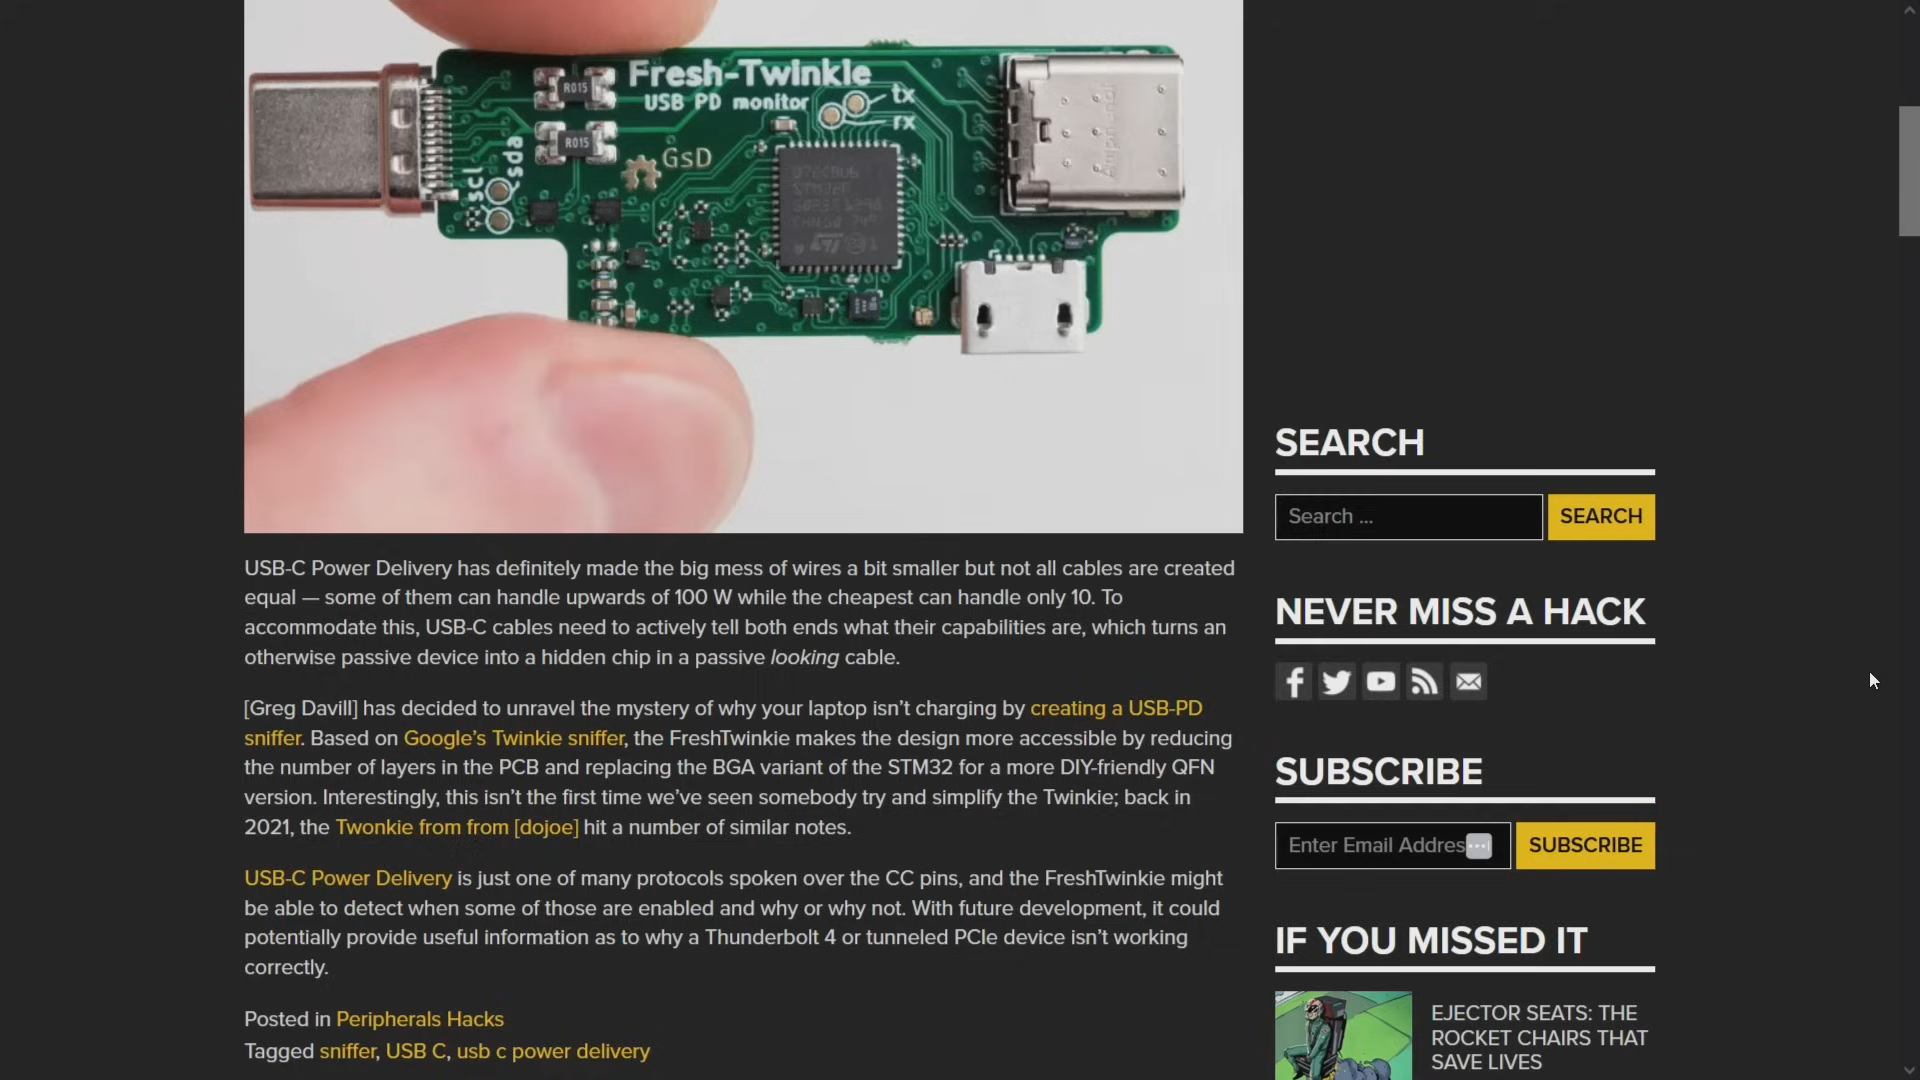 Fresh-Twinkie
USB PD monitor
tx
rx
R015
R015
GsD
scl
sda
Amphenol
USB-C Power Delivery has definitely made the big mess of wires a bit smaller but not all cables are created
equal — some of them can handle upwards of 100 W while the cheapest can handle only 10. To
accommodate this, USB-C cables need to actively tell both ends what their capabilities are, which turns an
otherwise passive device into a hidden chip in a passive looking cable.
[Greg Davill] has decided to unravel the mystery of why your laptop isn’t charging by creating a USB-PD
sniffer. Based on Google’s Twinkie sniffer, the FreshTwinkie makes the design more accessible by reducing
the number of layers in the PCB and replacing the BGA variant of the STM32 for a more DIY-friendly QFN
version. Interestingly, this isn’t the first time we’ve seen somebody try and simplify the Twinkie; back in
2021, the Twonkie from from [dojoe] hit a number of similar notes.
USB-C Power Delivery is just one of many protocols spoken over the CC pins, and the FreshTwinkie might
be able to detect when some of those are enabled and why or why not. With future development, it could
potentially provide useful information as to why a Thunderbolt 4 or tunneled PCIe device isn’t working
correctly.
Posted in Peripherals Hacks
Tagged sniffer, USB C, usb c power delivery
SEARCH
Search ...
SEARCH
NEVER MISS A HACK
SUBSCRIBE
Enter Email Addres
SUBSCRIBE
IF YOU MISSED IT
EJECTOR SEATS: THE
ROCKET CHAIRS THAT
SAVE LIVES